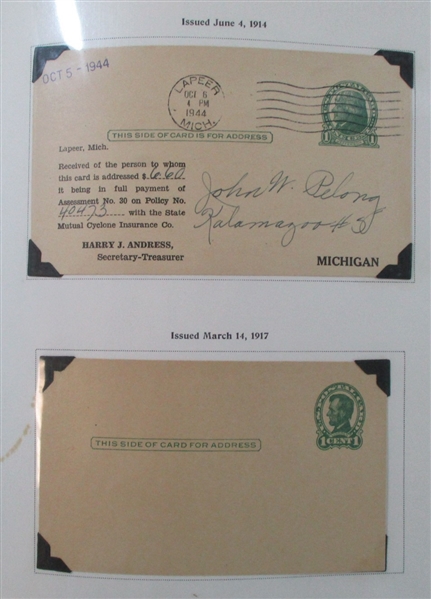 Issued June 4, 1914
OCT 5 - 1944
LAPEER
OCT 5
4 PM
1944
MICH.
THIS SIDE OF CARD IS FOR ADDRESS
Lapeer, Mich.
Received of the person to whom
this card is addressed $ 6.60
it being in full payment of
Assessment No. 30 on Policy No.
40473 with the State
Mutual Cyclone Insurance Co.
HARRY J. ANDRESS,
Secretary-Treasurer
John W. Pelong
Kalamazoo #8
MICHIGAN
Issued March 14, 1917
THIS SIDE OF CARD FOR ADDRESS
1 CENT 1